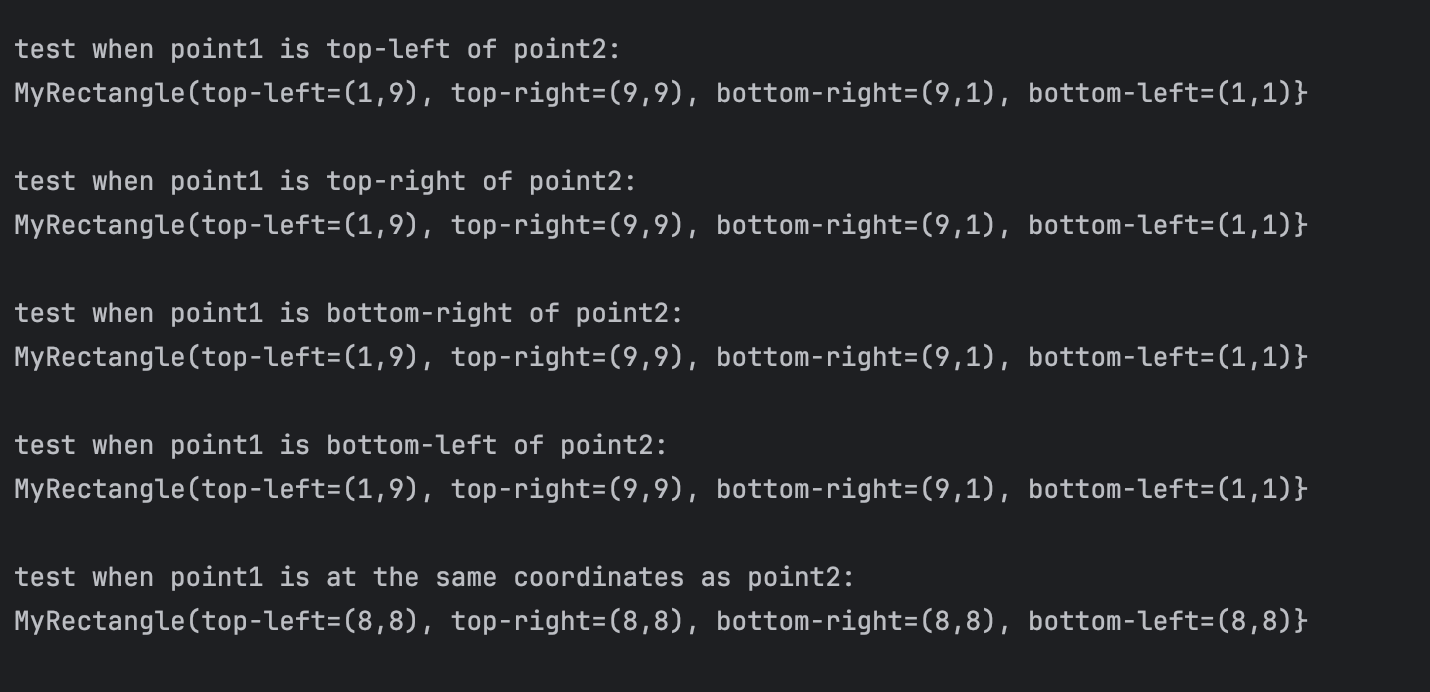 test when point1 is top-left of point2:
MyRectangle(top-left=(1,9), top-right=(9,9), bottom-right=(9,1), bottom-left=(1,1)}
test when point1 is top-right of point2:
MyRectangle(top-left=(1,9), top-right=(9,9), bottom-right=(9,1), bottom-left=(1,1)}
test when point1 is bottom-right of point2:
MyRectangle(top-left=(1,9), top-right=(9,9), bottom-right=(9,1), bottom-left=(1,1)}
test when point1 is bottom-left of point2:
MyRectangle(top-left=(1,9), top-right=(9,9), bottom-right=(9,1), bottom-left=(1,1)}
test when point1 is at the same coordinates as point2:
MyRectangle(top-left=(8,8), top-right=(8,8), bottom-right=(8,8), bottom-left=(8,8)}